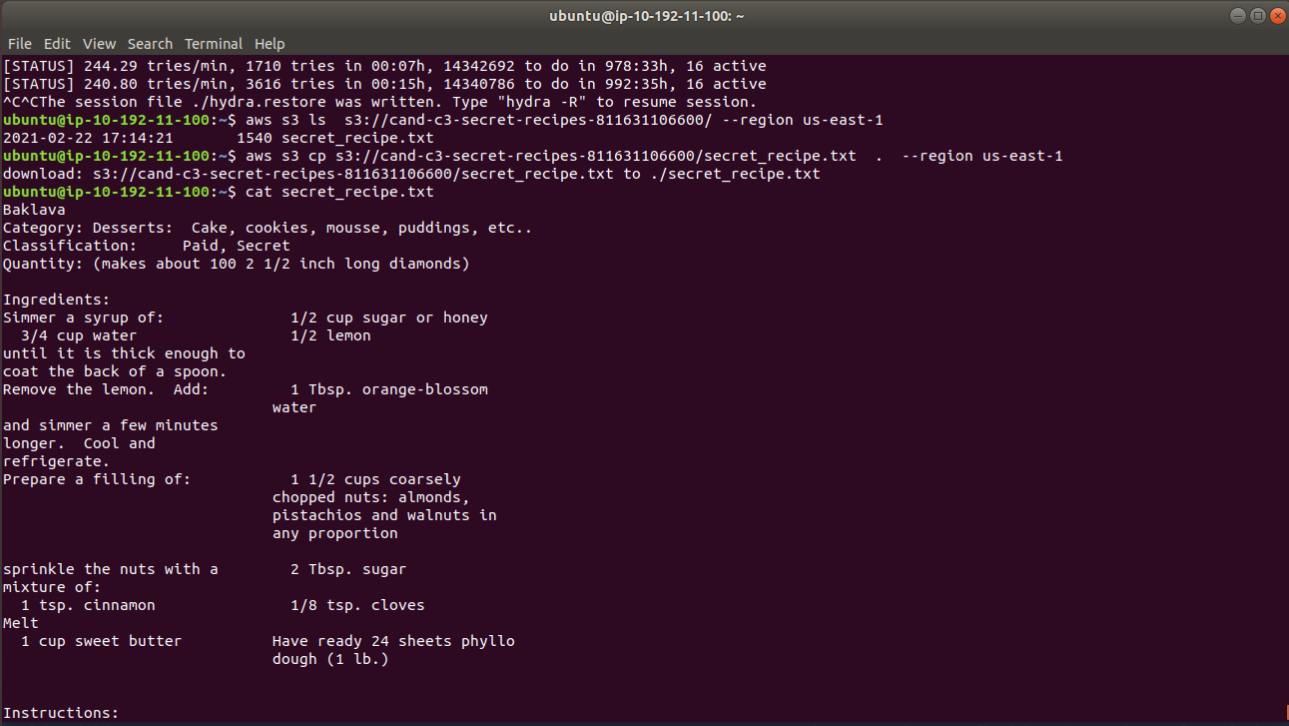 ubuntu@ip-10-192-11-100: ~
File Edit View Search Terminal Help
[STATUS] 244.29 tries/min, 1710 tries in 00:07h, 14342692 to do in 978:33h, 16 active
[STATUS] 240.80 tries/min, 3616 tries in 00:15h, 14340786 to do in 992:35h, 16 active
^C^CThe session file ./hydra.restore was written. Type "hydra -R" to resume session.
ubuntu@ip-10-192-11-100:~$ aws s3 ls  s3://cand-c3-secret-recipes-811631106600/ --region us-east-1
2021-02-22 17:14:21       1540 secret_recipe.txt
ubuntu@ip-10-192-11-100:~$ aws s3 cp s3://cand-c3-secret-recipes-811631106600/secret_recipe.txt  .  --region us-east-1
download: s3://cand-c3-secret-recipes-811631106600/secret_recipe.txt to ./secret_recipe.txt
ubuntu@ip-10-192-11-100:~$ cat secret_recipe.txt
Baklava
Category: Desserts:  Cake, cookies, mousse, puddings, etc..
Classification:     Paid, Secret
Quantity: (makes about 100 2 1/2 inch long diamonds)

Ingredients:
Simmer a syrup of:              1/2 cup sugar or honey
  3/4 cup water                 1/2 lemon
until it is thick enough to
coat the back of a spoon.
Remove the lemon.  Add:         1 Tbsp. orange-blossom
                              water
and simmer a few minutes
longer.  Cool and
refrigerate.
Prepare a filling of:           1 1/2 cups coarsely
                              chopped nuts: almonds,
                              pistachios and walnuts in
                              any proportion

sprinkle the nuts with a        2 Tbsp. sugar
mixture of:
  1 tsp. cinnamon               1/8 tsp. cloves
Melt
  1 cup sweet butter          Have ready 24 sheets phyllo
                              dough (1 lb.)


Instructions: